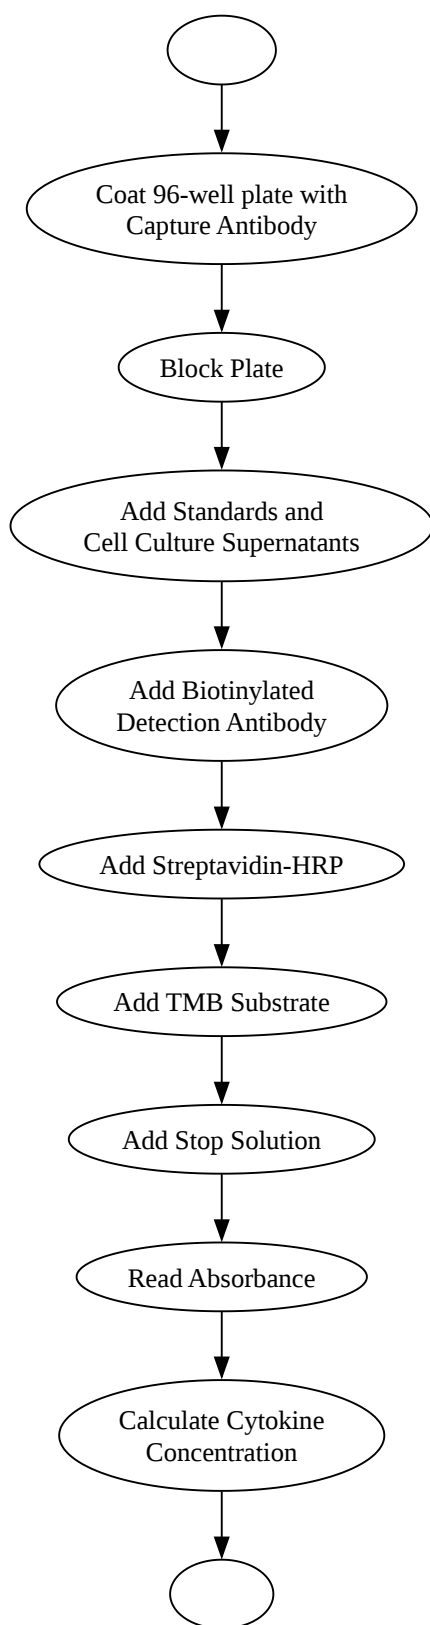 Coat 96-well plate with
Capture Antibody
Block Plate
Add Standards and
Cell Culture Supernatants
Add Biotinylated
Detection Antibody
Add Streptavidin-HRP
Add TMB Substrate
Add Stop Solution
Read Absorbance
Calculate Cytokine
Concentration